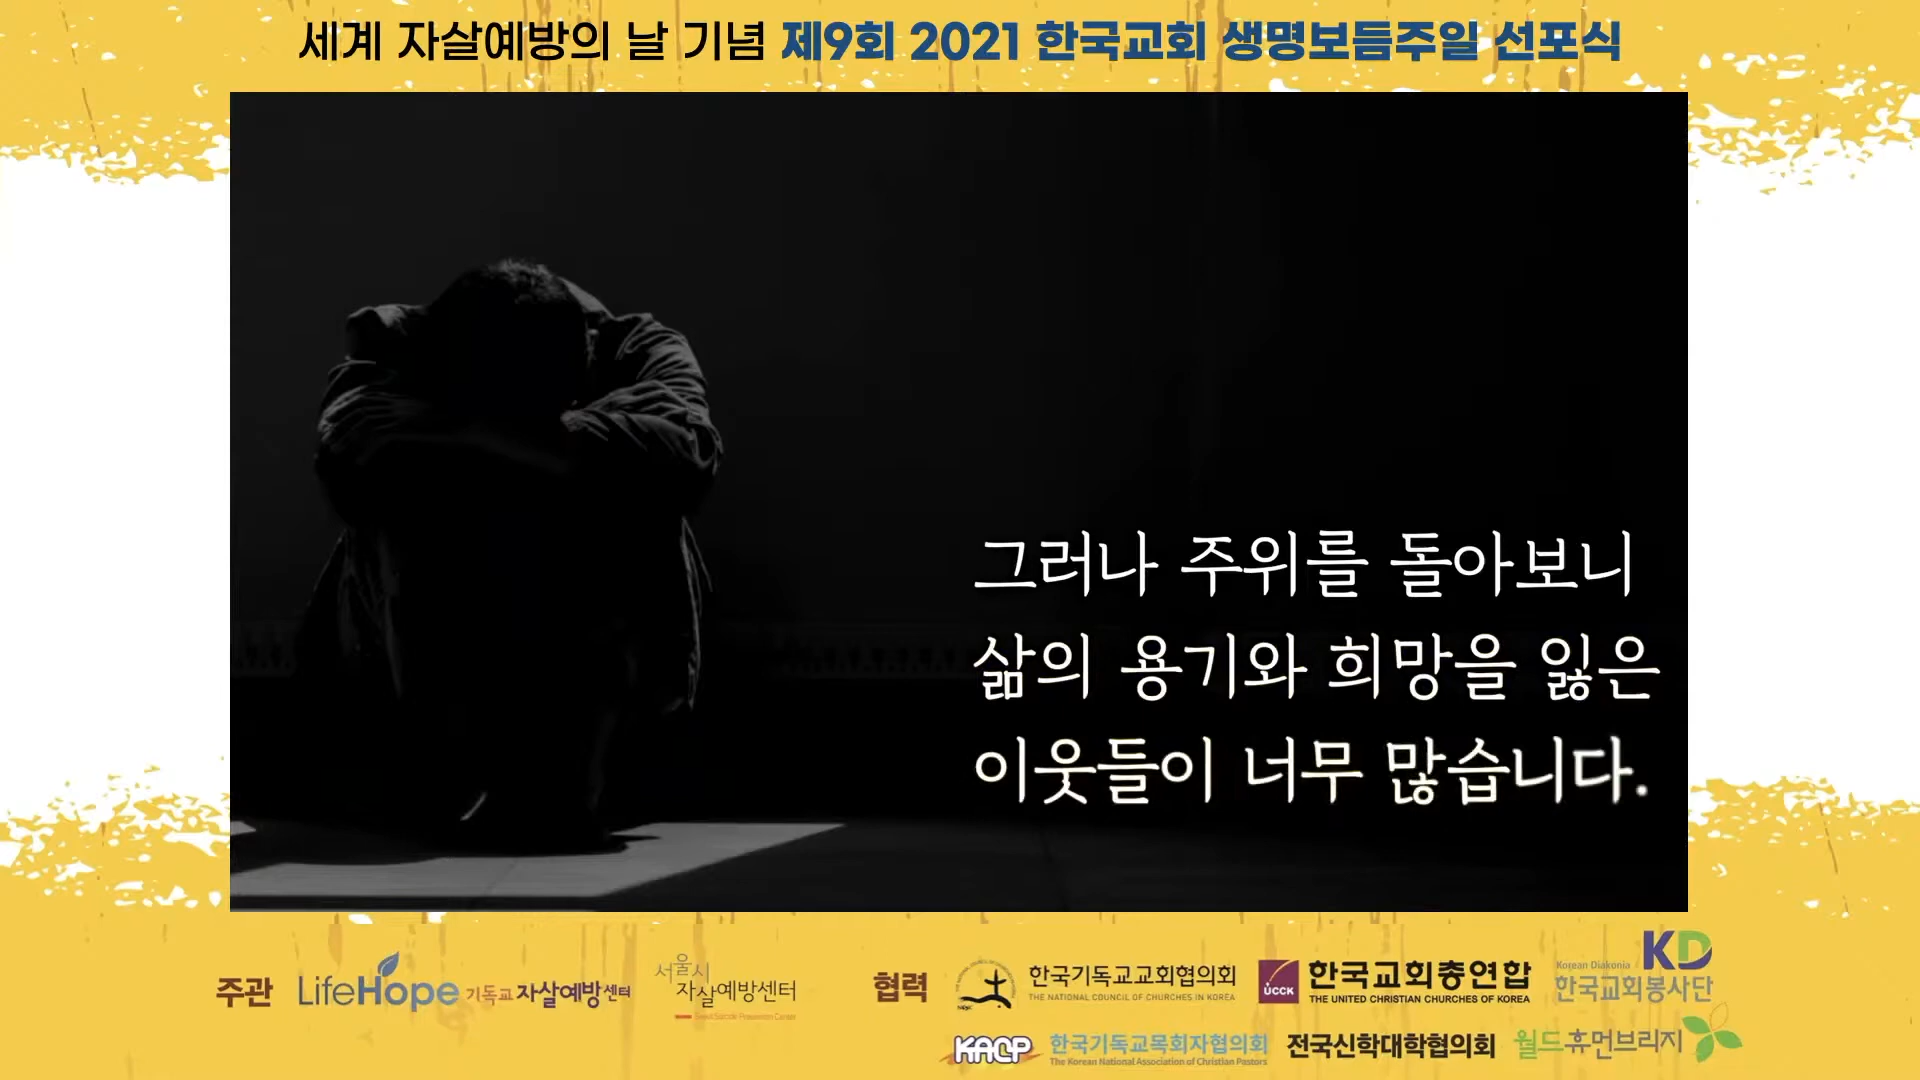 세계 자살예방의 날 기념 제9회 2021 한국교회 생명보듬주일 선포식
그러나 주위를 돌아보니
삶의 용기와 희망을 잃은
이웃들이 너무 많습니다.
주관 LifeHope 기독교 자살예방센터
서울시
자살예방센터
Seoul Suicide Prevention Center
협력
한국기독교교회협의회
THE NATIONAL COUNCIL OF CHURCHES IN KOREA
UCCK
한국교회총연합
THE UNITED CHRISTIAN CHURCHES OF KOREA
KD
Korean Diakonia
한국교회봉사단
KACP
한국기독교목회자협의회
The Korean National Association of Christian Pastors
전국신학대학협의회
월드휴먼브리지